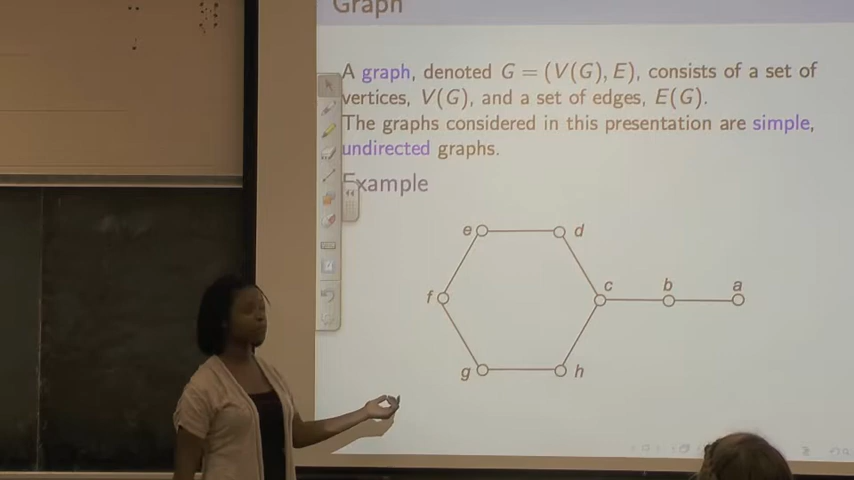 Graph
A graph, denoted G = (V(G), E), consists of a set of
vertices, V(G), and a set of edges, E(G).
The graphs considered in this presentation are simple,
undirected graphs.
Example
e d
c b a
f
g h